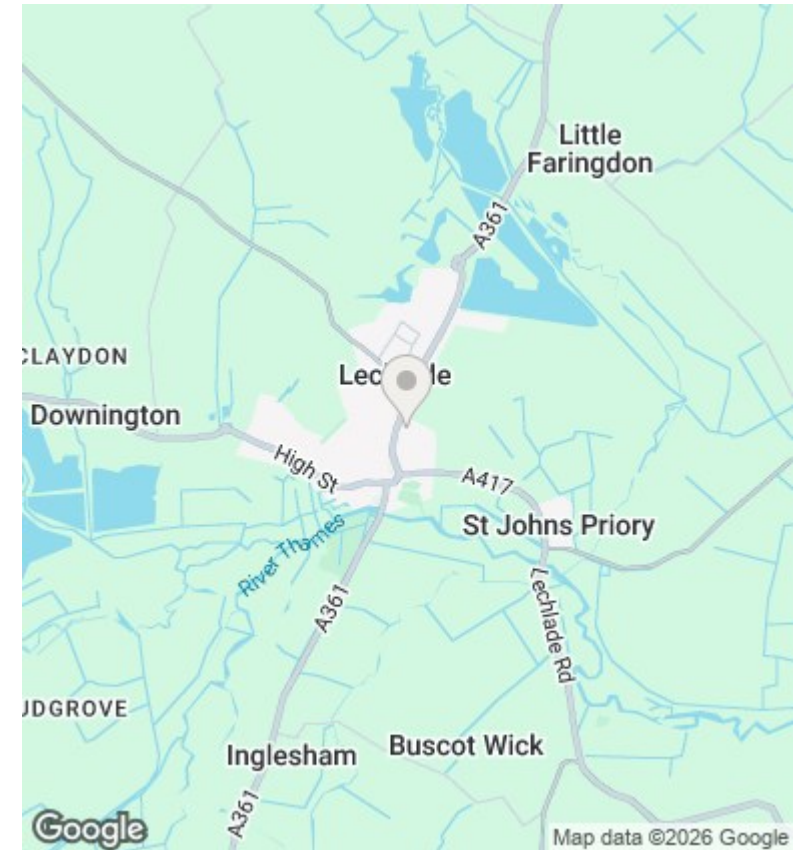 Little
Faringdon
A361
CLAYDON
Downington
High St
A417
St Johns Priory
River Thames
A361
Lechlade Rd
Inglesham
Buscot Wick
A361
Google
Map data ©2026 Google